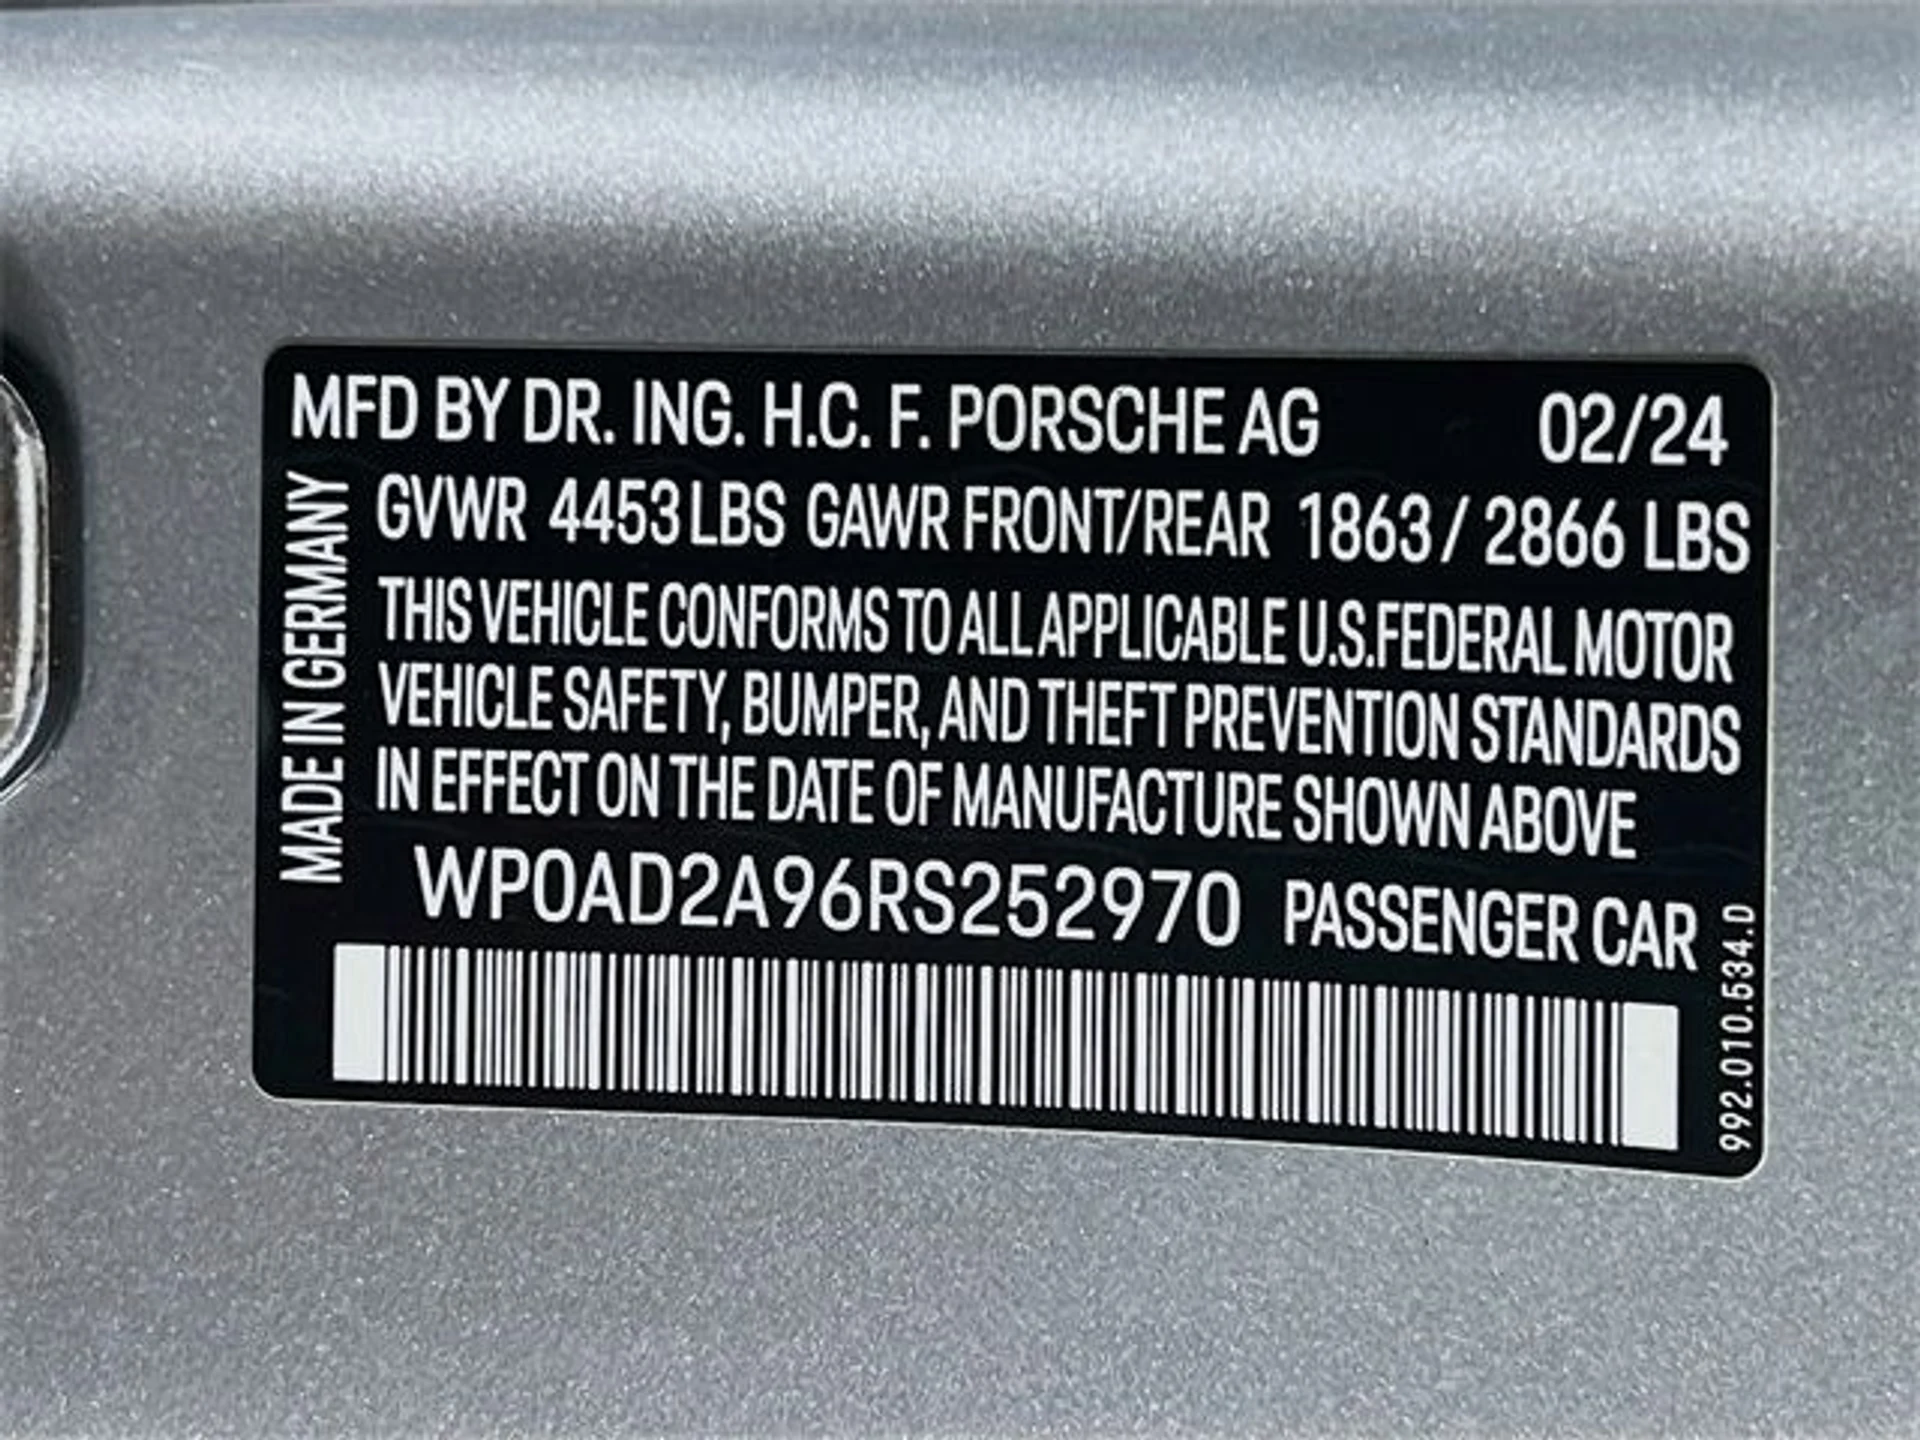 MFD BY DR. ING. H.C. F. PORSCHE AG 02/24
GVWR 4453 LBS GAWR FRONT/REAR 1863 / 2866 LBS
THIS VEHICLE CONFORMS TO ALL APPLICABLE U.S.FEDERAL MOTOR
VEHICLE SAFETY, BUMPER, AND THEFT PREVENTION STANDARDS
IN EFFECT ON THE DATE OF MANUFACTURE SHOWN ABOVE
MADE IN GERMANY
WP0AD2A96RS252970 PASSENGER CAR
992.010.534.D